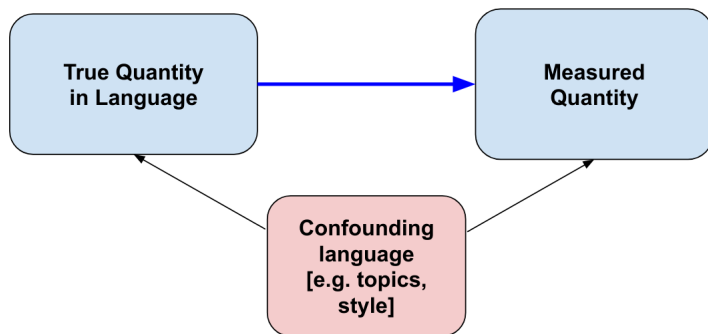 True Quantity
in Language
Measured
Quantity
Confounding
language
[e.g. topics,
style]